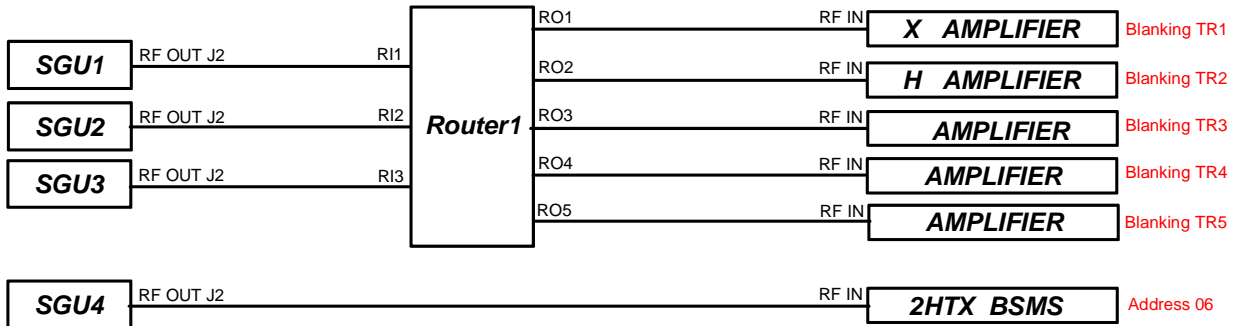 RO1 RF IN X AMPLIFIER Blanking TR1
SGU1 RF OUT J2 RI1
RO2 RF IN H AMPLIFIER Blanking TR2
SGU2 RF OUT J2 RI2 Router1 RO3 RF IN AMPLIFIER Blanking TR3
SGU3 RF OUT J2 RI3 RO4 RF IN AMPLIFIER Blanking TR4
RO5 RF IN AMPLIFIER Blanking TR5
SGU4 RF OUT J2 RF IN 2HTX BSMS Address 06